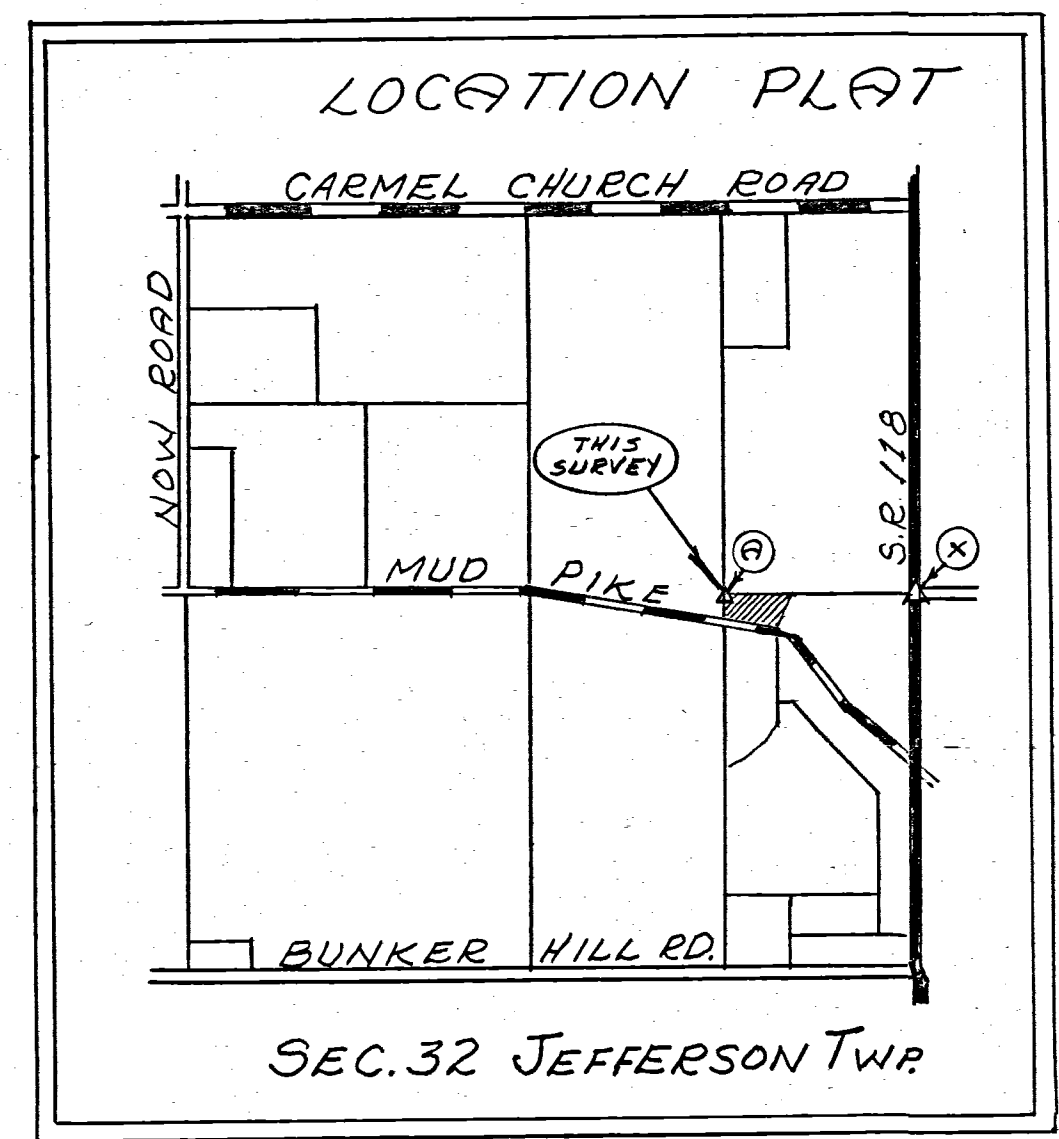 LOCATION PLAT
CARMEL CHURCH ROAD
NOW ROAD
THIS
SURVEY
S.R. 118
A
X
MUD PIKE
BUNKER HILL RD.
SEC. 32 JEFFERSON TWP.